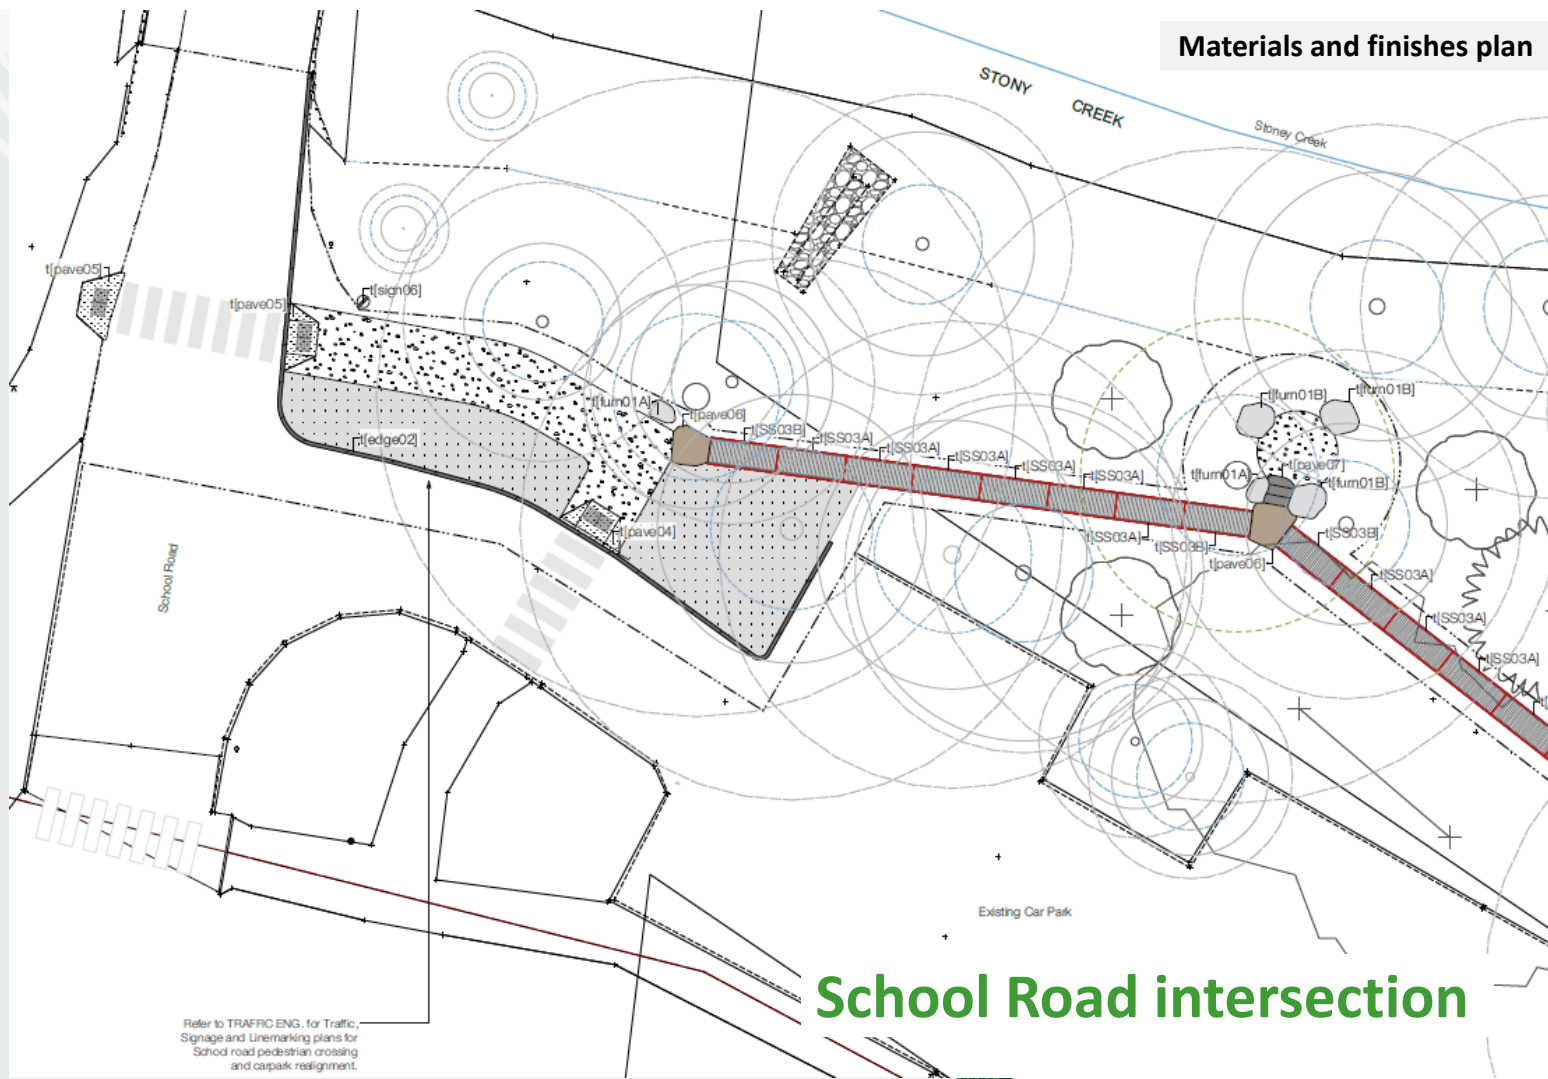 Materials and finishes plan
STONY CREEK
Stoney Creek
t[pave05]
t[sign06]
t[pave05]
t[furn01A]
t[pave06]
t[SS03B]
t[SS03A]
t[SS03A]
t[SS03A]
t[SS03A]
t[SS03A]
t[furn01B]
t[furn01B]
t[pave07]
t[furn01A]
t[furn01B]
t[edge02]
t[pave04]
t[SS03A]
t[SS03B]
t[SS03B]
t[pave06]
t[SS03A]
t[SS03A]
t[SS03A]
School Road
Existing Car Park
School Road intersection
Refer to TRAFFIC ENG. for Traffic,
Signage and Linemarking plans for
School road pedestrian crossing
and carpark realignment.